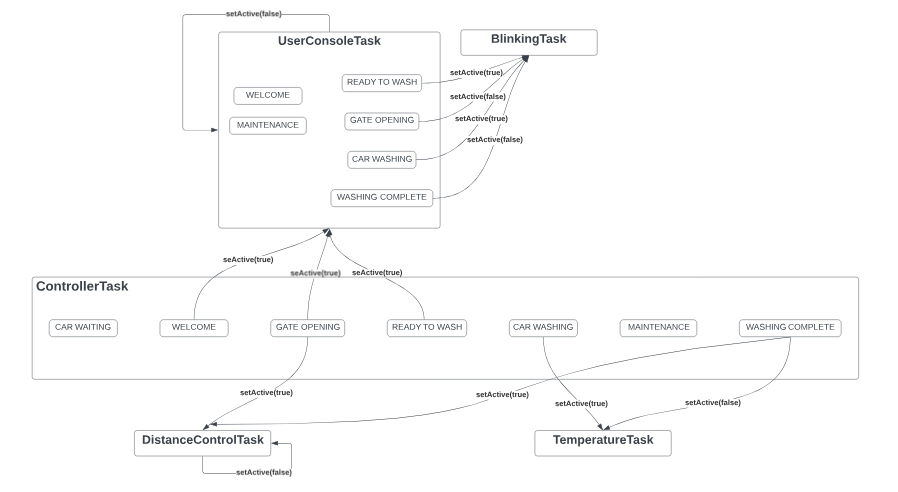 setActive(false)
UserConsoleTask
BlinkingTask
READY TO WASH
setActive(true)
WELCOME
setActive(false)
MAINTENANCE
GATE OPENING
setActive(true)
setActive(false)
CAR WASHING
WASHING COMPLETE
seActive(true)
seActive(true)
seActive(true)
ControllerTask
CAR WAITING
WELCOME
GATE OPENING
READY TO WASH
CAR WASHING
MAINTENANCE
WASHING COMPLETE
setActive(true)
setActive(true)
setActive(true)
setActive(false)
DistanceControlTask
TemperatureTask
setActive(false)